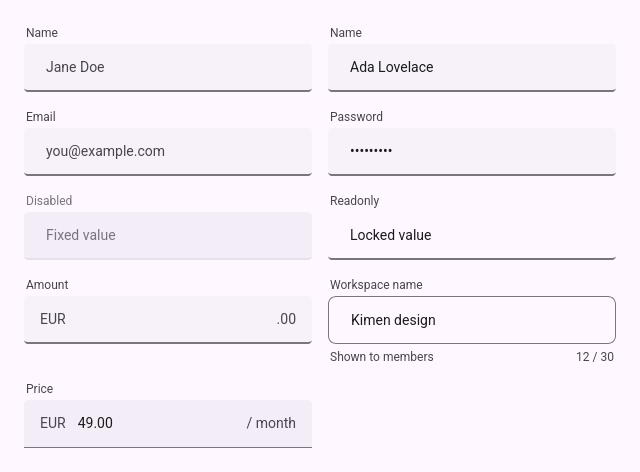 Name
Jane Doe
Name
Ada Lovelace
Email
you@example.com
Password
•••••••••
Disabled
Fixed value
Readonly
Locked value
Amount
EUR .00
Workspace name
Kimen design
Shown to members 12 / 30
Price
EUR 49.00 / month